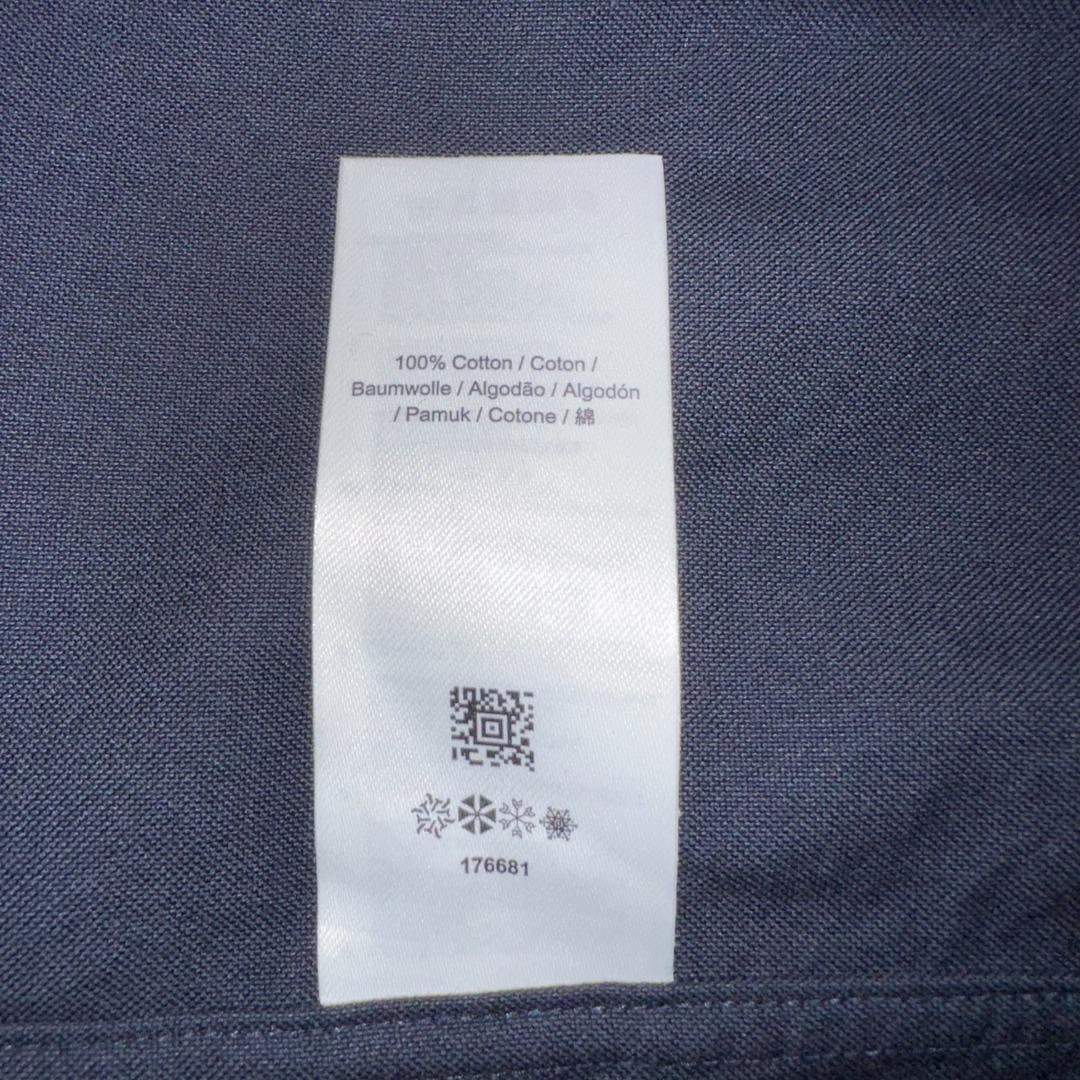 100% Cotton / Coton /
Baumwolle / Algodão / Algodón
/ Pamuk / Cotone / 綿
176681